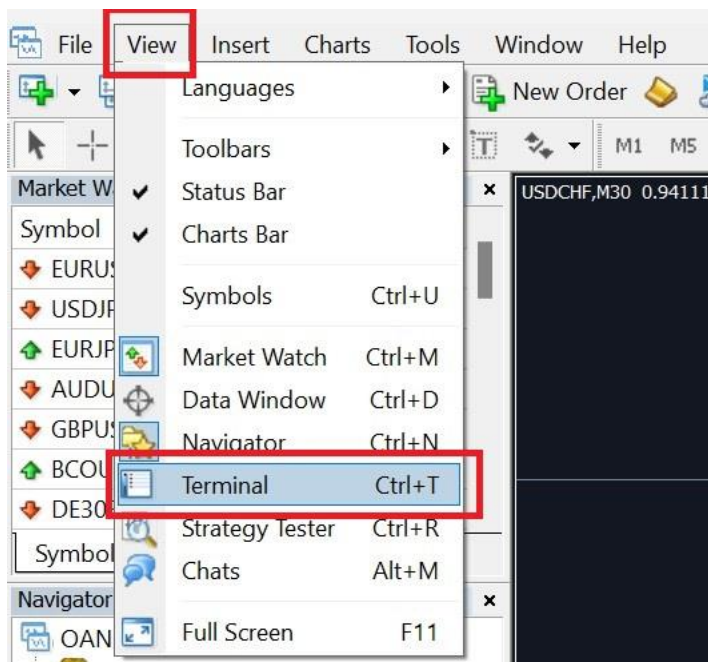 File View Insert Charts Tools Window Help
Languages
New Order
Toolbars
M1 M5
Market W
Status Bar
USDCHF,M30 0.94111
Symbol
Charts Bar
EURUS
Symbols Ctrl+U
USDJP
EURJP
Market Watch Ctrl+M
AUDU
Data Window Ctrl+D
GBPUS
Navigator Ctrl+N
BCOU
Terminal Ctrl+T
DE30
Strategy Tester Ctrl+R
Symbol
Chats Alt+M
Navigator
OAN
Full Screen F11